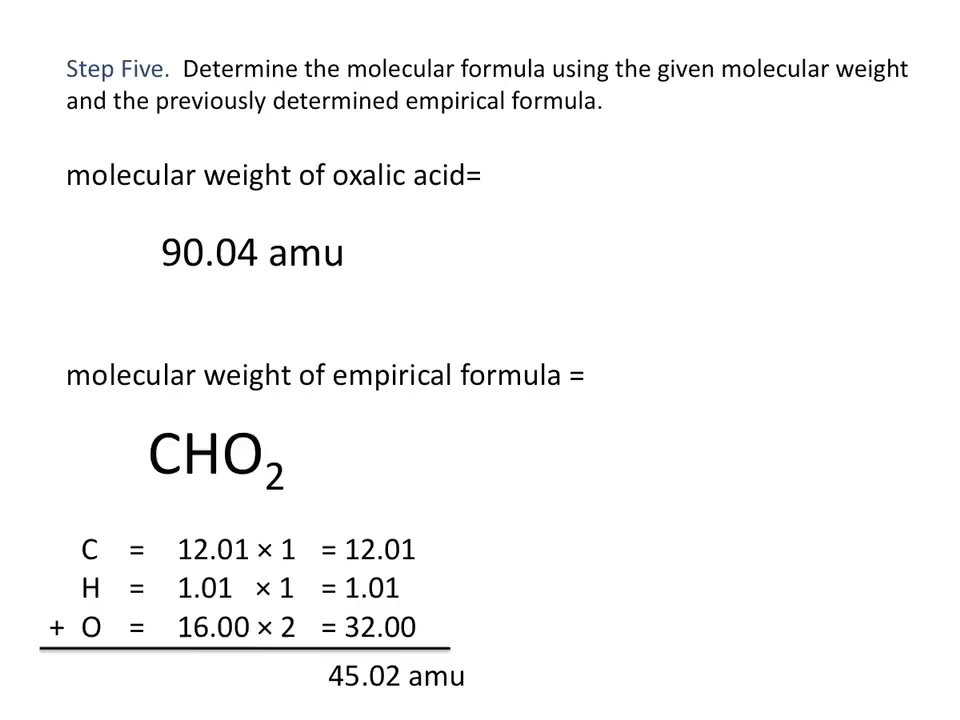 Step Five. Determine the molecular formula using the given molecular weight
and the previously determined empirical formula.
molecular weight of oxalic acid=
90.04 amu
molecular weight of empirical formula =
CHO₂
C = 12.01 × 1 = 12.01
H = 1.01 × 1 = 1.01
+ O = 16.00 × 2 = 32.00
45.02 amu